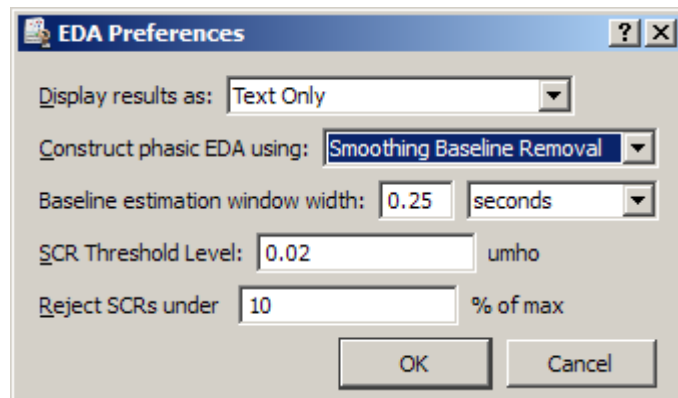 EDA Preferences
Display results as: Text Only
Construct phasic EDA using: Smoothing Baseline Removal
Baseline estimation window width: 0.25 seconds
SCR Threshold Level: 0.02 umho
Reject SCRs under 10 % of max
OK Cancel